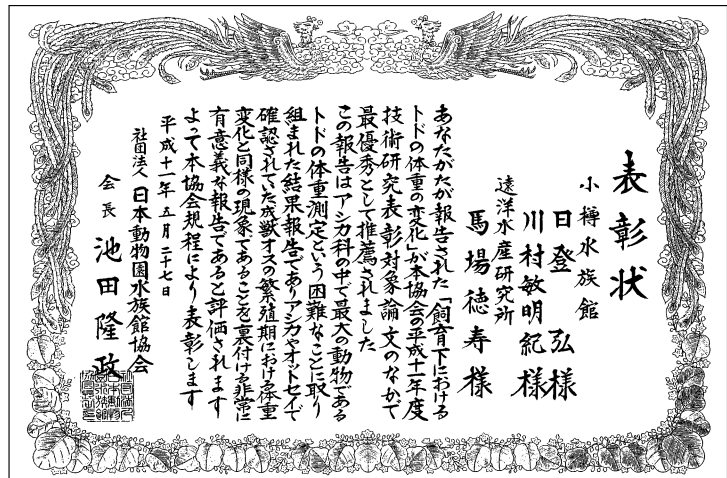 表彰状
小樽水族館
日登 弘様
川村敏明紀様
遠洋水産研究所
馬場徳寿様
あなたがたが報告された「飼育下における
トドの体重の変化」が本協会の平成十一年度
技術研究表彰対象論文のなかで
最優秀として推薦されました
この報告はアシカ科の中で最大の動物である
トドの体重測定という困難なことに取り
組まれた結果報告でありアシカやオットセイで
確認されていた成獣オスの繁殖期における体重
変化と同様の現象であることを裏付ける非常に
有意義な報告であると評価されます
よって本協会規程により表彰します
平成十一年五月二十七日
社団法人 日本動物園水族館協会
会長 池田隆政